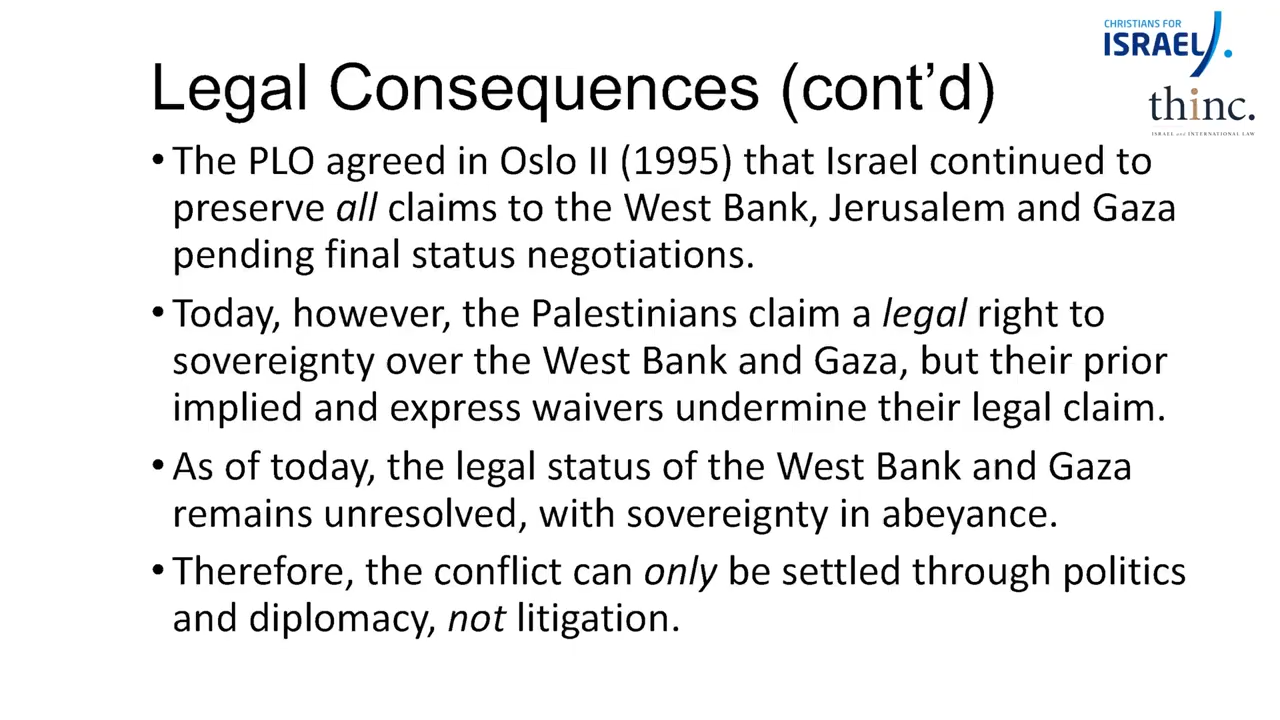 CHRISTIANS FOR
ISRAEL
thinc.
ISRAEL and INTERNATIONAL LAW
Legal Consequences (cont’d)
• The PLO agreed in Oslo II (1995) that Israel continued to
preserve all claims to the West Bank, Jerusalem and Gaza
pending final status negotiations.
• Today, however, the Palestinians claim a legal right to
sovereignty over the West Bank and Gaza, but their prior
implied and express waivers undermine their legal claim.
• As of today, the legal status of the West Bank and Gaza
remains unresolved, with sovereignty in abeyance.
• Therefore, the conflict can only be settled through politics
and diplomacy, not litigation.